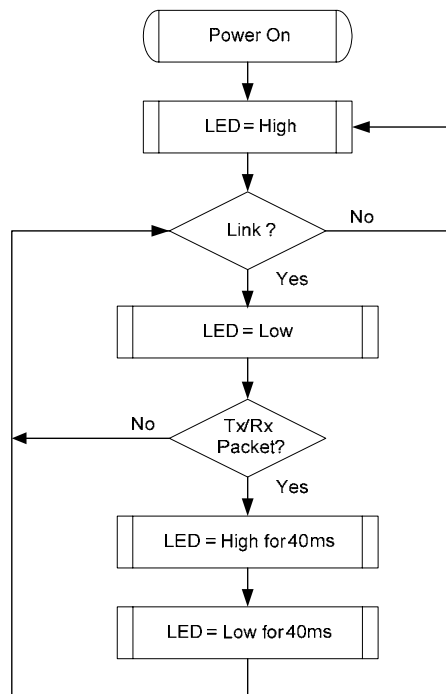 Power On
LED = High
Link ?
No
Yes
LED = Low
No
Tx/Rx
Packet?
Yes
LED = High for 40ms
LED = Low for 40ms